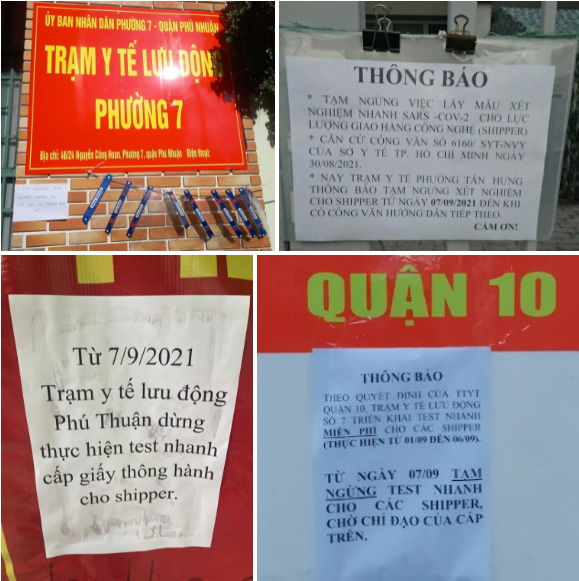 ỦY BAN NHÂN DÂN PHƯỜNG 7 - QUẬN PHÚ NHUẬN
TRẠM Y TẾ LƯU ĐỘNG
PHƯỜNG 7
Địa chỉ: 46/24 Nguyễn Công Hoan, Phường 7, quận Phú Nhuận Điện thoại:
THÔNG BÁO
* TẠM NGỪNG VIỆC LẤY MẪU XÉT
NGHIỆM NHANH SARS -COV-2 CHO LỰC
LƯỢNG GIAO HÀNG CÔNG NGHỆ (SHIPPER)
* CĂN CỨ CÔNG VĂN SỐ 6160/ SYT-NVY
CỦA SỞ Y TẾ TP. HỒ CHÍ MINH NGÀY
30/08/2021.
* NAY TRẠM Y TẾ PHƯỜNG TÂN HƯNG
THÔNG BÁO TẠM NGƯNG XÉT NGHIỆM
CHO SHIPPER TỪ NGÀY 07/09/2021 ĐẾN KHI
CÓ CÔNG VĂN HƯỚNG DẪN TIẾP THEO.
CẢM ƠN!
Từ 7/9/2021
Trạm y tế lưu động
Phú Thuận dừng
thực hiện test nhanh
cấp giấy thông hành
cho shipper.
QUẬN 10
THÔNG BÁO
THEO QUYẾT ĐỊNH CỦA TTYT
QUẬN 10, TRẠM Y TẾ LƯU ĐỘNG
SỐ 7 TRIỂN KHAI TEST NHANH
MIỄN PHÍ CHO CÁC SHIPPER
(THỰC HIỆN TỪ 01/09 ĐẾN 06/09).
TỪ NGÀY 07/09 TẠM
NGỪNG TEST NHANH
CHO CÁC SHIPPER,
CHỜ CHỈ ĐẠO CỦA CẤP
TRÊN.